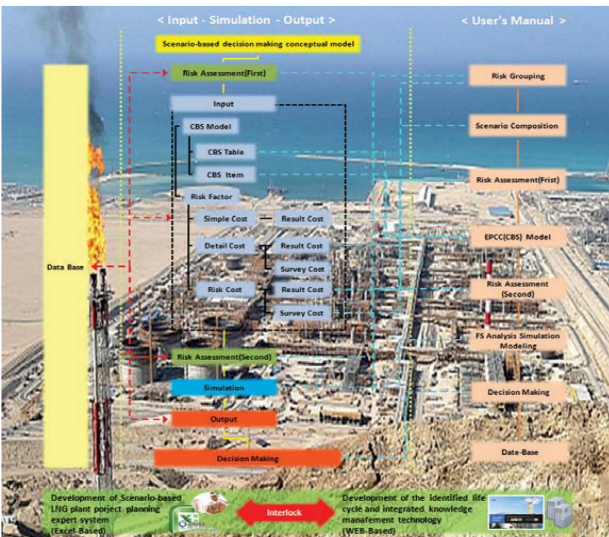 < Input - Simulation - Output >
< User's Manual >
Scenario-based decision making conceptual model
Risk Assessment(First)
Input
CBS Model
CBS Table
CBS Item
Risk Factor
Simple Cost
Result Cost
Detail Cost
Result Cost
Survey Cost
Risk Cost
Result Cost
Survey Cost
Risk Assessment(Second)
Simulation
Output
Decision Making
Data Base
Risk Grouping
Scenario Composition
Risk Assessment(Frist)
EPCC(CBS) Model
Risk Assessment
(Second)
FS Analysis Simulation
Modeling
Decision Making
Date-Base
Development of Scenario-based
LNG plant porject planning
expert system
(Excel-Based)
Interlock
Development of the identified life
cycle and integrated knowledge
manafement technology
(WEB-Based)